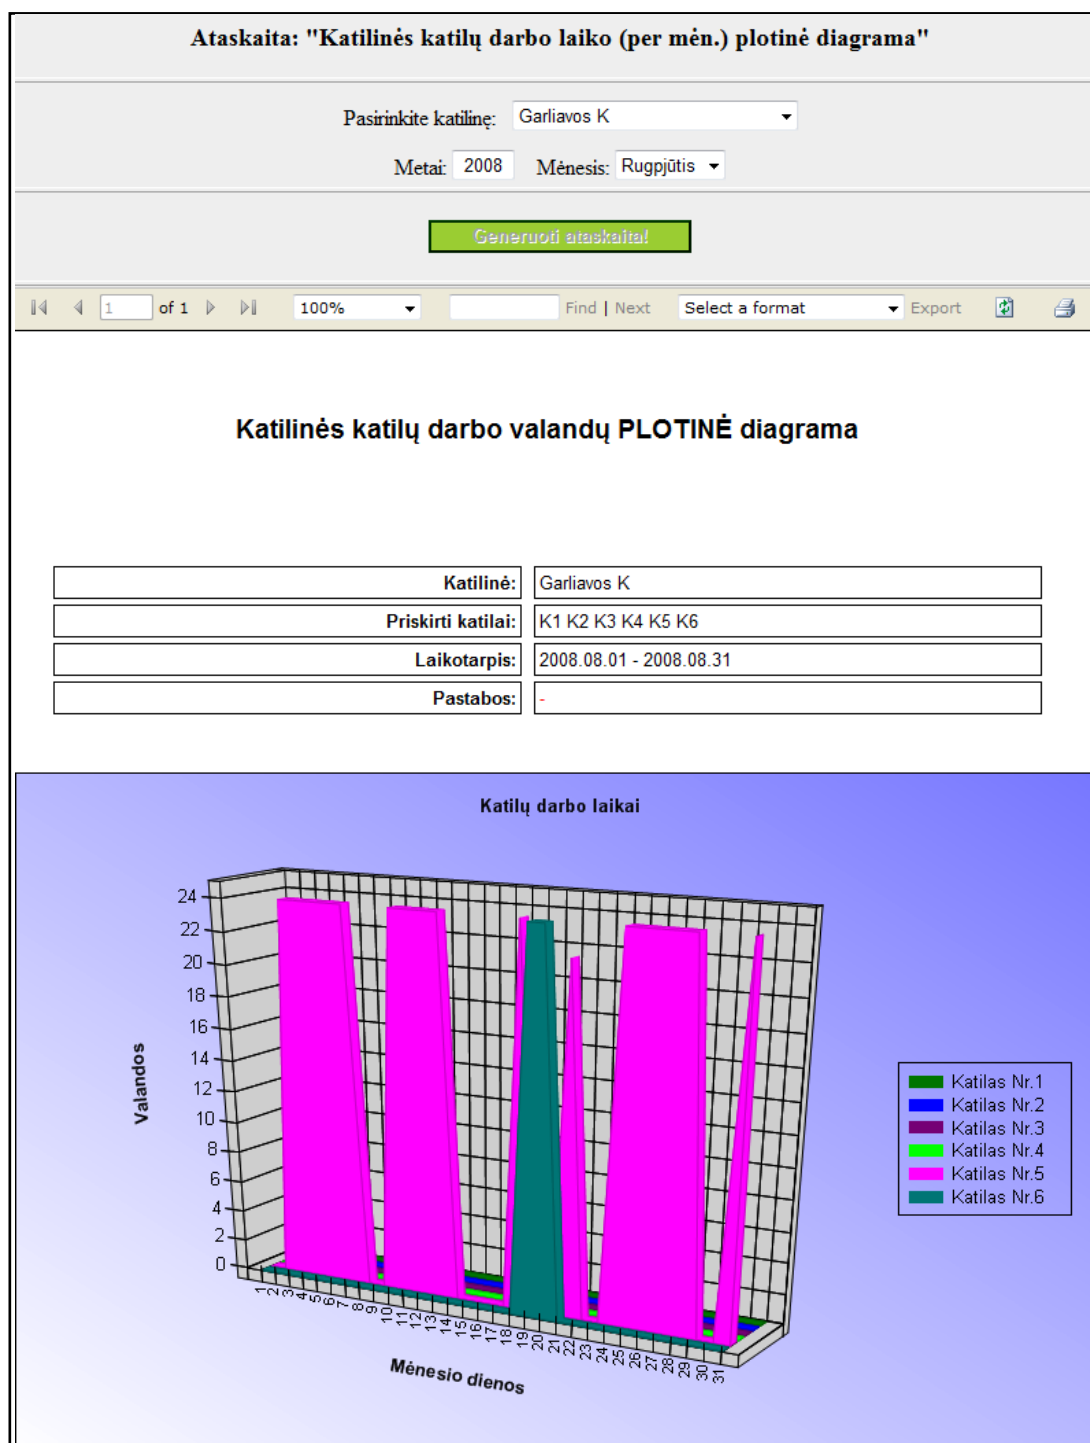 Ataskaita: "Katilinės katilų darbo laiko (per mėn.) plotinė diagrama"
Pasirinkite katilinę: Garliavos K
Metai: 2008 Mėnesis: Rugpjūtis
Generuoti ataskaita!
1 of 1 100% Find | Next Select a format Export
Katilinės katilų darbo valandų PLOTINĖ diagrama
Katilinė: Garliavos K
Priskirti katilai: K1 K2 K3 K4 K5 K6
Laikotarpis: 2008.08.01 - 2008.08.31
Pastabos: -
Katilų darbo laikai
24
22
20
18
16
14
12
10
8
6
4
2
0
Valandos
1 2 3 4 5 6 7 8 9 10 11 12 13 14 15 16 17 18 19 20 21 22 23 24 25 26 27 28 29 30 31
Mėnesio dienos
Katilas Nr.1
Katilas Nr.2
Katilas Nr.3
Katilas Nr.4
Katilas Nr.5
Katilas Nr.6